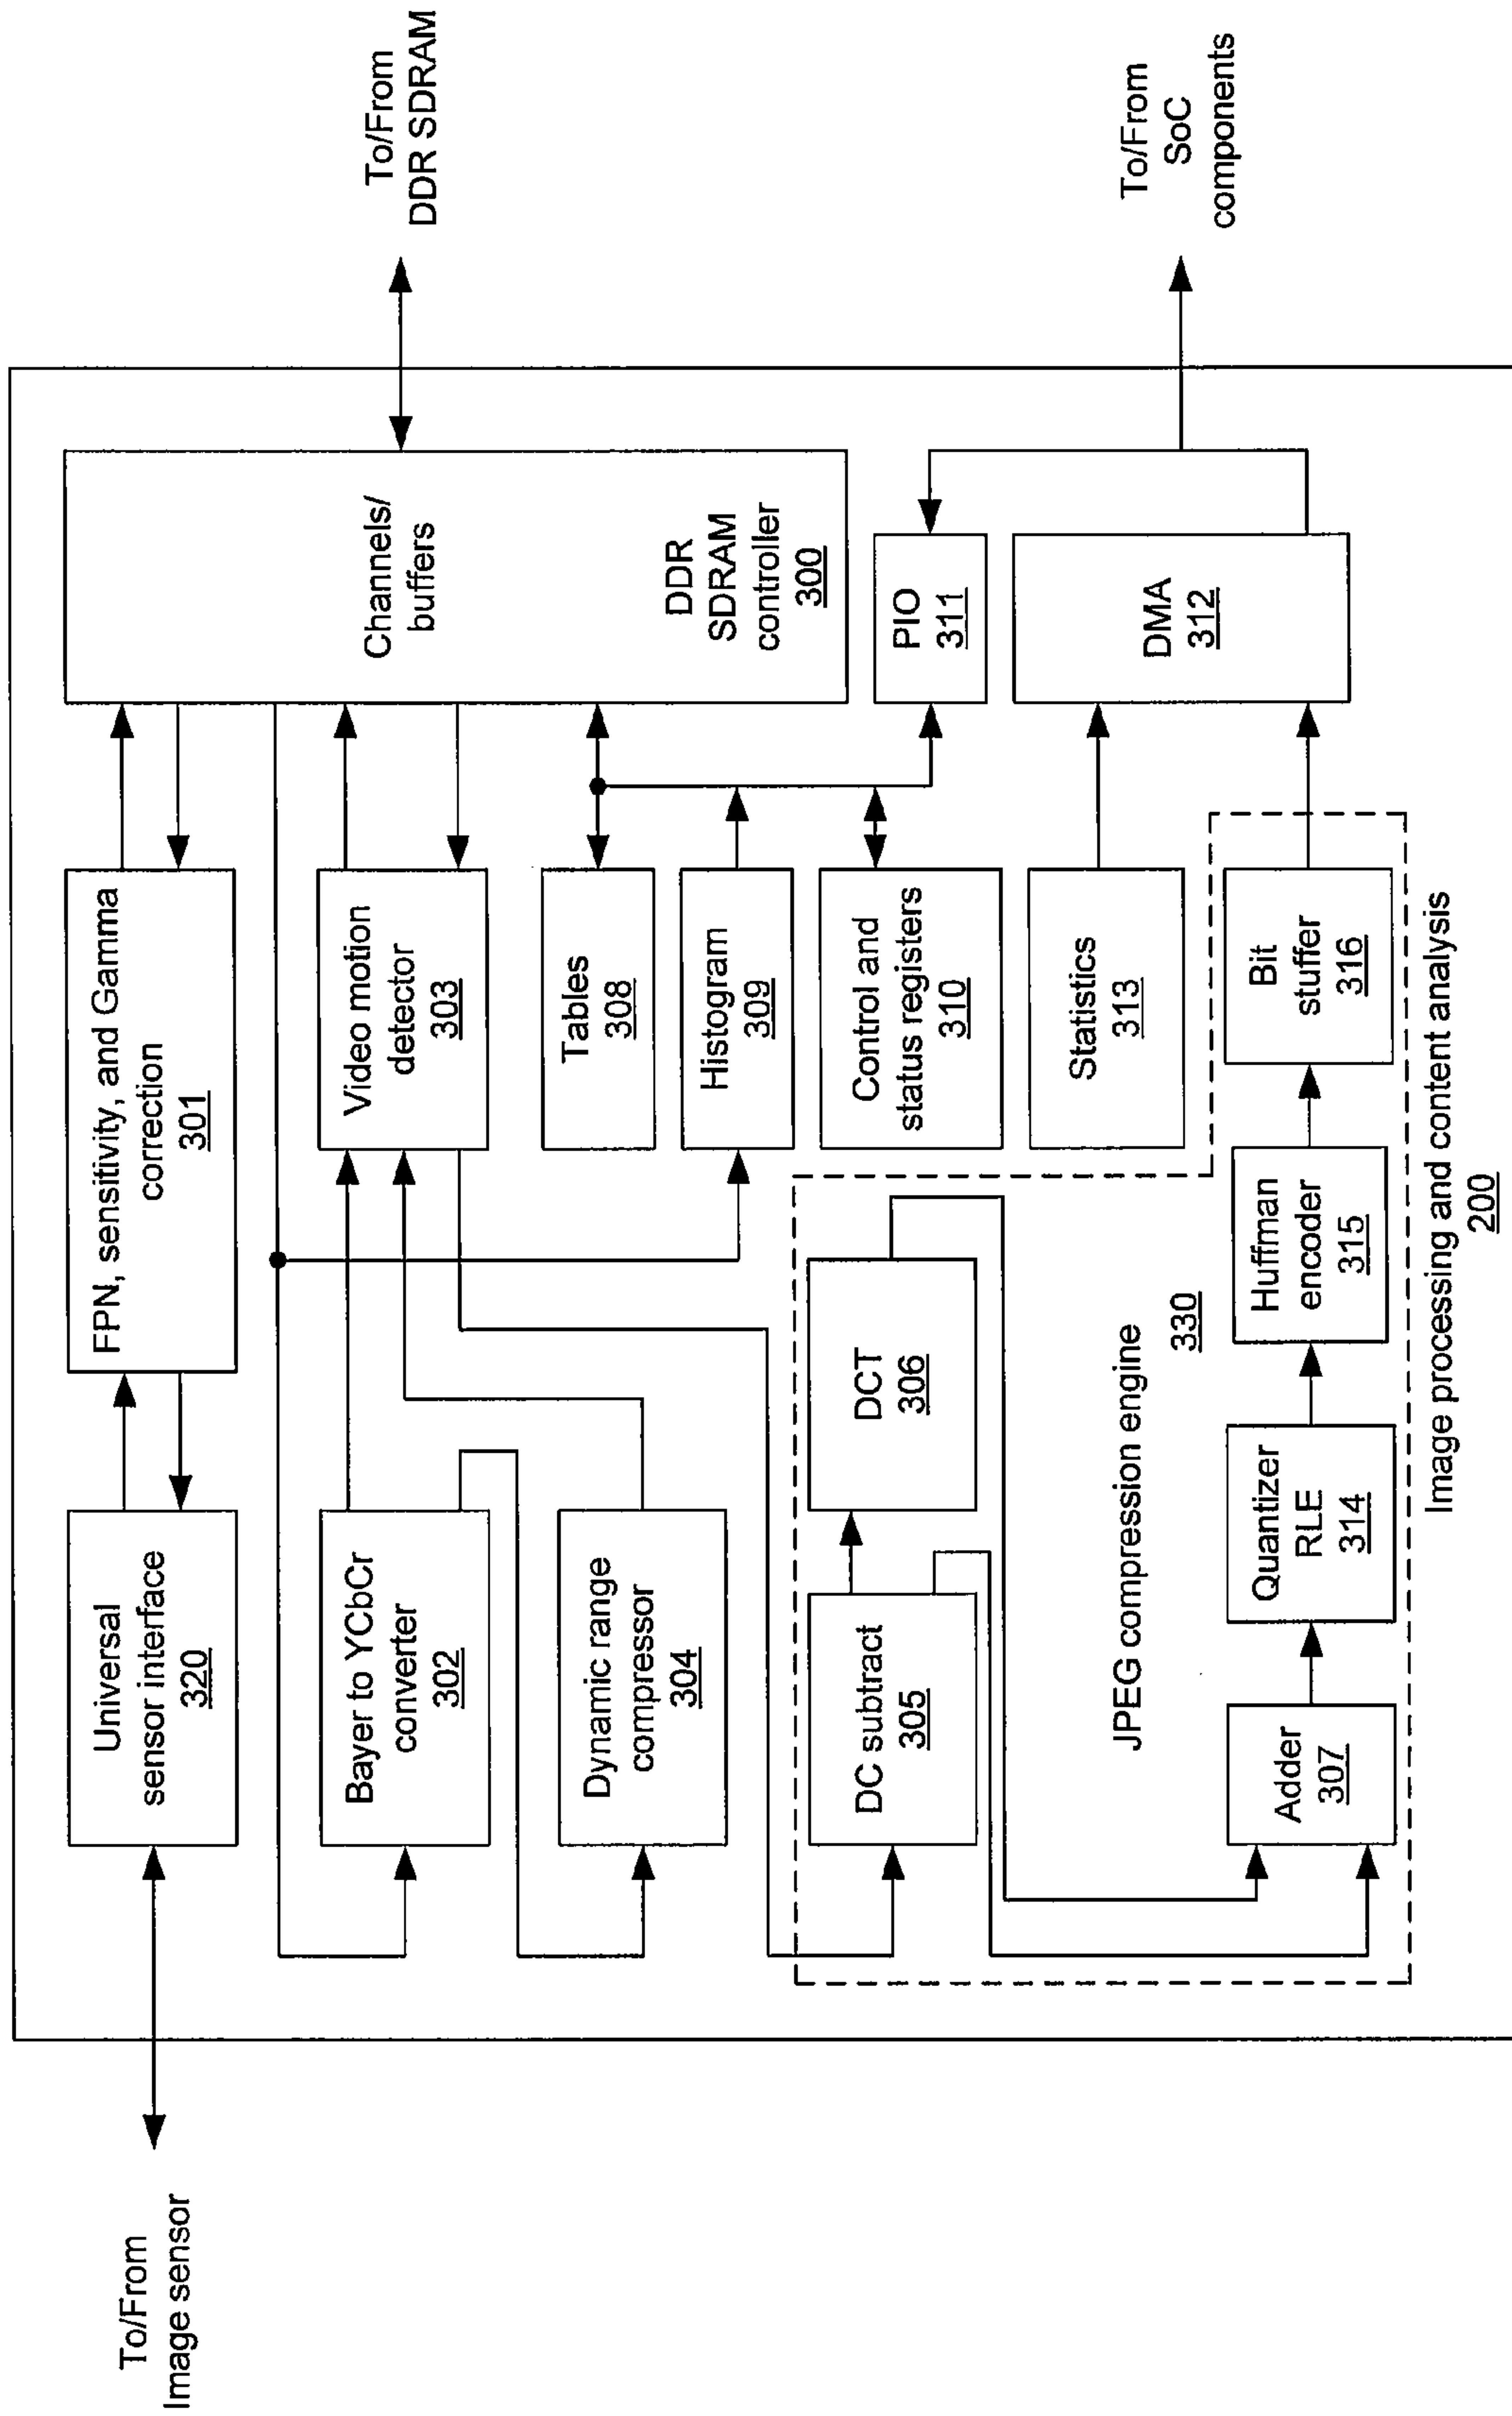 To/From
Image sensor
Universal
sensor interface
320
FPN, sensitivity, and Gamma
correction
301
Channels/
buffers
DDR
SDRAM
controller
300
To/From
DDR SDRAM
Bayer to YCbCr
converter
302
Video motion
detector
303
Dynamic range
compressor
304
Tables
308
Histogram
309
Control and
status registers
310
PIO
311
DC subtract
305
DCT
306
Statistics
313
DMA
312
To/From
SoC
components
JPEG compression engine
330
Adder
307
Quantizer
RLE
314
Huffman
encoder
315
Bit
stuffer
316
Image processing and content analysis
200